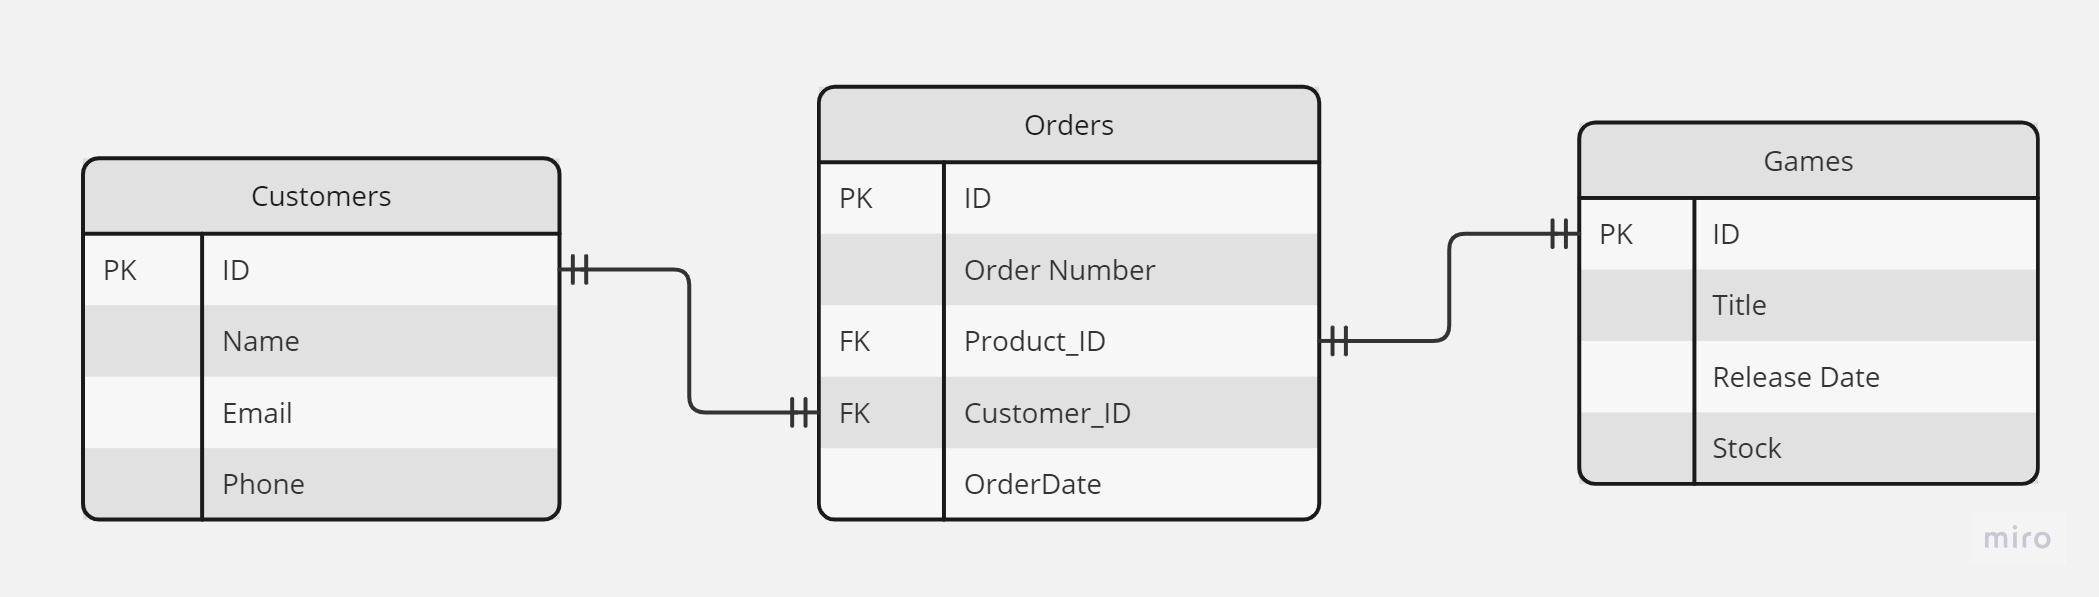 Customers
PK ID
Name
Email
Phone
Orders
PK ID
Order Number
FK Product_ID
FK Customer_ID
OrderDate
Games
PK ID
Title
Release Date
Stock
miro